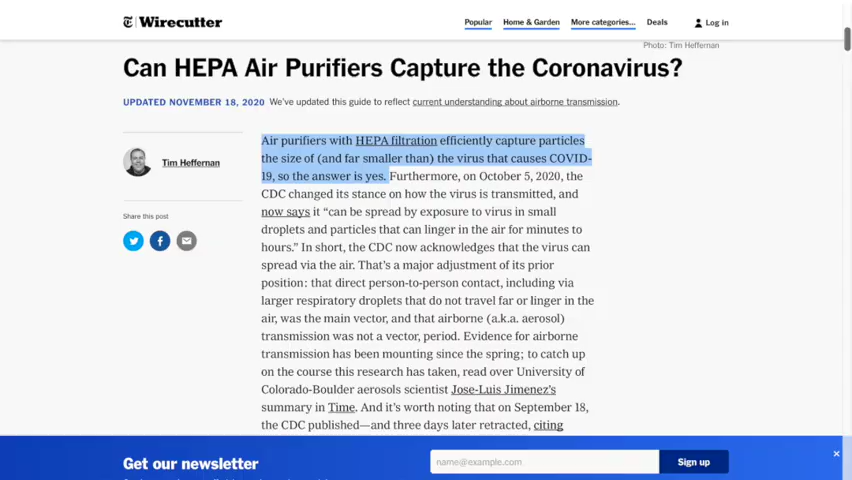 Wirecutter
Popular Home & Garden More categories... Deals Log in
Photo: Tim Heffernan
Can HEPA Air Purifiers Capture the Coronavirus?
UPDATED NOVEMBER 18, 2020 We've updated this guide to reflect current understanding about airborne transmission.
Tim Heffernan
Share this post
Air purifiers with HEPA filtration efficiently capture particles
the size of (and far smaller than) the virus that causes COVID-
19, so the answer is yes. Furthermore, on October 5, 2020, the
CDC changed its stance on how the virus is transmitted, and
now says it “can be spread by exposure to virus in small
droplets and particles that can linger in the air for minutes to
hours.” In short, the CDC now acknowledges that the virus can
spread via the air. That’s a major adjustment of its prior
position: that direct person-to-person contact, including via
larger respiratory droplets that do not travel far or linger in the
air, was the main vector, and that airborne (a.k.a. aerosol)
transmission was not a vector, period. Evidence for airborne
transmission has been mounting since the spring; to catch up
on the course this research has taken, read over University of
Colorado-Boulder aerosols scientist Jose-Luis Jimenez’s
summary in Time. And it’s worth noting that on September 18,
the CDC published—and three days later retracted, citing
Get our newsletter
name@example.com
Sign up